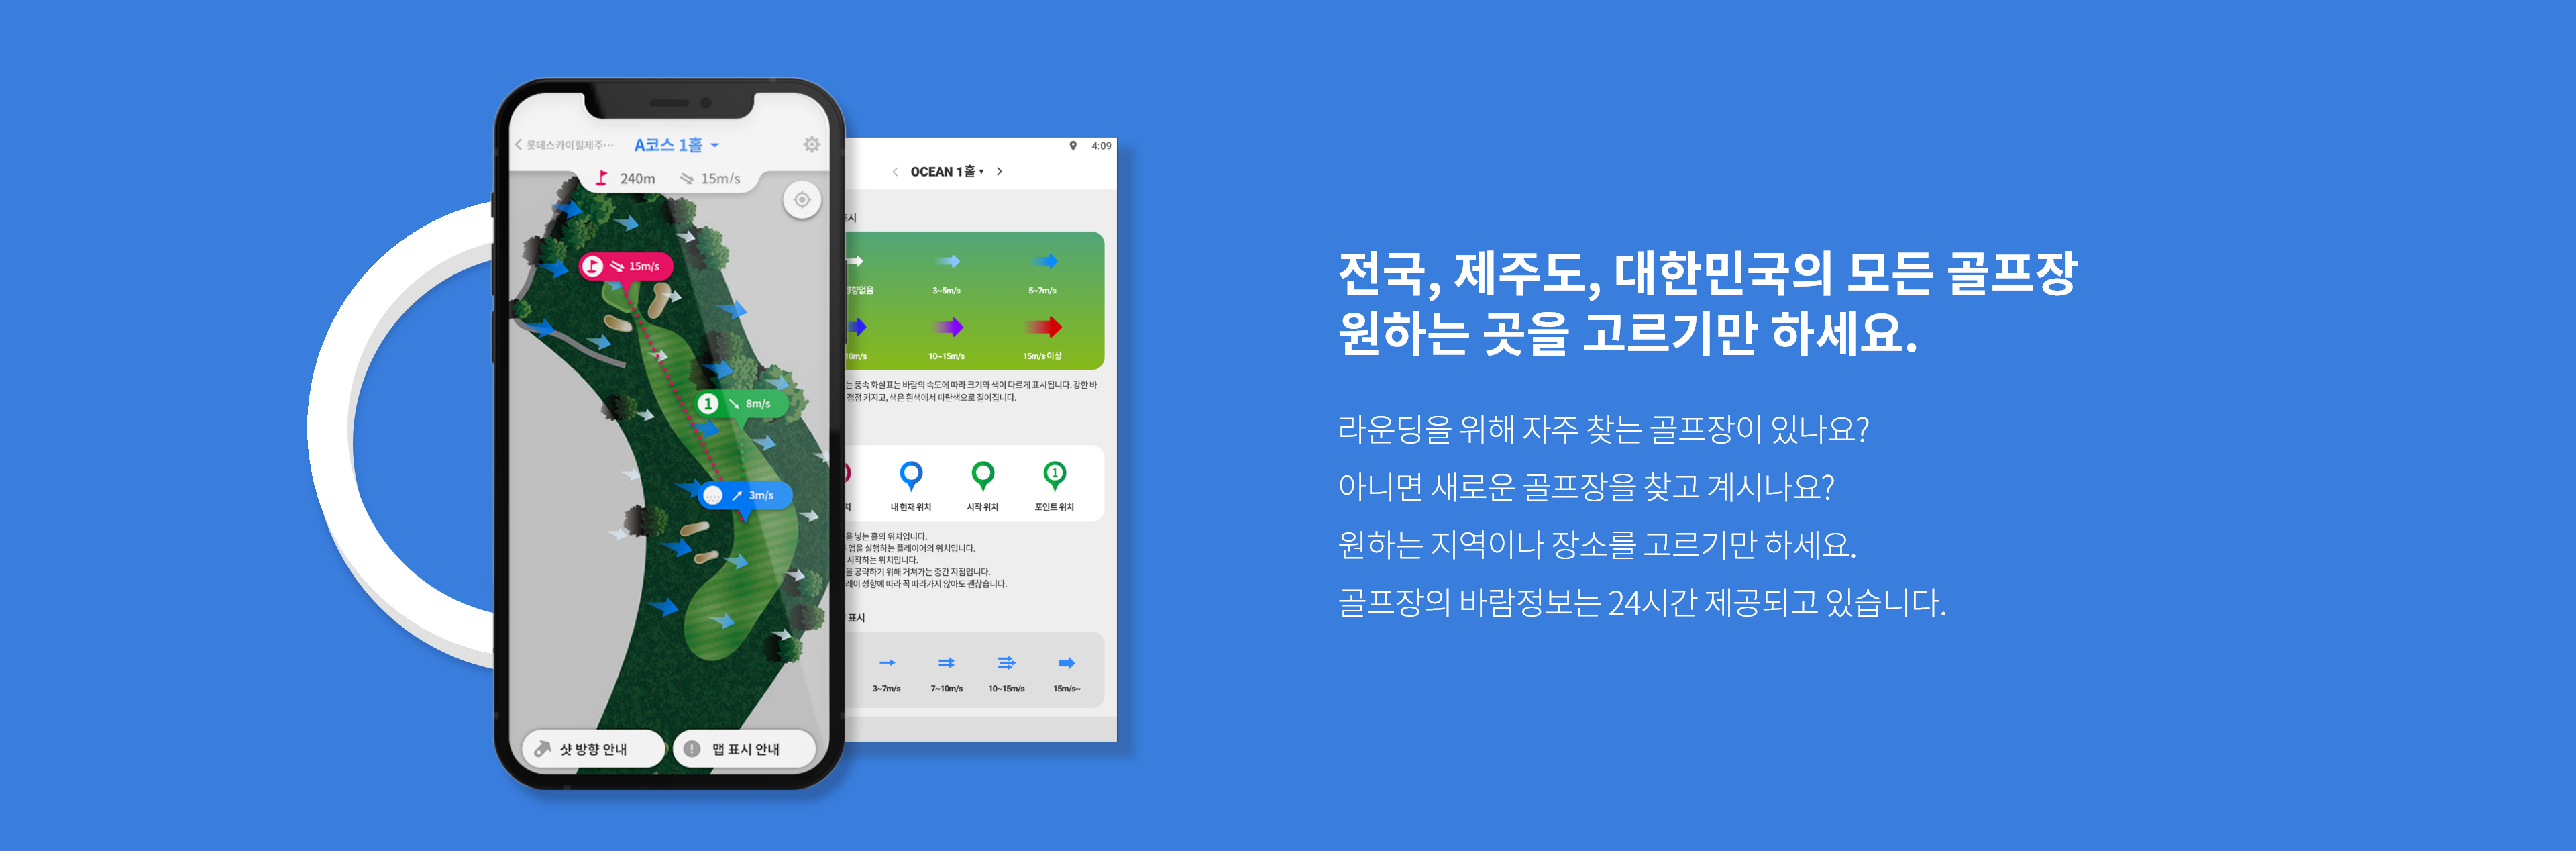 롯데스카이힐제주…
A코스 1홀
240m
15m/s
15m/s
1
8m/s
3m/s
샷 방향 안내
맵 표시 안내
4:09
OCEAN 1홀
표시
3~5m/s
5~7m/s
10m/s
10~15m/s
15m/s 이상
는 풍속 화살표는 바람의 속도에 따라 크기와 색이 다르게 표시됩니다. 강한 바
점점 커지고, 색은 흰색에서 파란색으로 짙어집니다.
1
치
내 현재 위치
시작 위치
포인트 위치
을 넣는 홀의 위치입니다.
앱을 실행하는 플레이어의 위치입니다.
시작하는 위치입니다.
을 공략하기 위해 거쳐가는 중간 지점입니다.
레이 성향에 따라 꼭 따라가지 않아도 괜찮습니다.
표시
3~7m/s
7~10m/s
10~15m/s
15m/s~
전국, 제주도, 대한민국의 모든 골프장
원하는 곳을 고르기만 하세요.
라운딩을 위해 자주 찾는 골프장이 있나요?
아니면 새로운 골프장을 찾고 계시나요?
원하는 지역이나 장소를 고르기만 하세요.
골프장의 바람정보는 24시간 제공되고 있습니다.